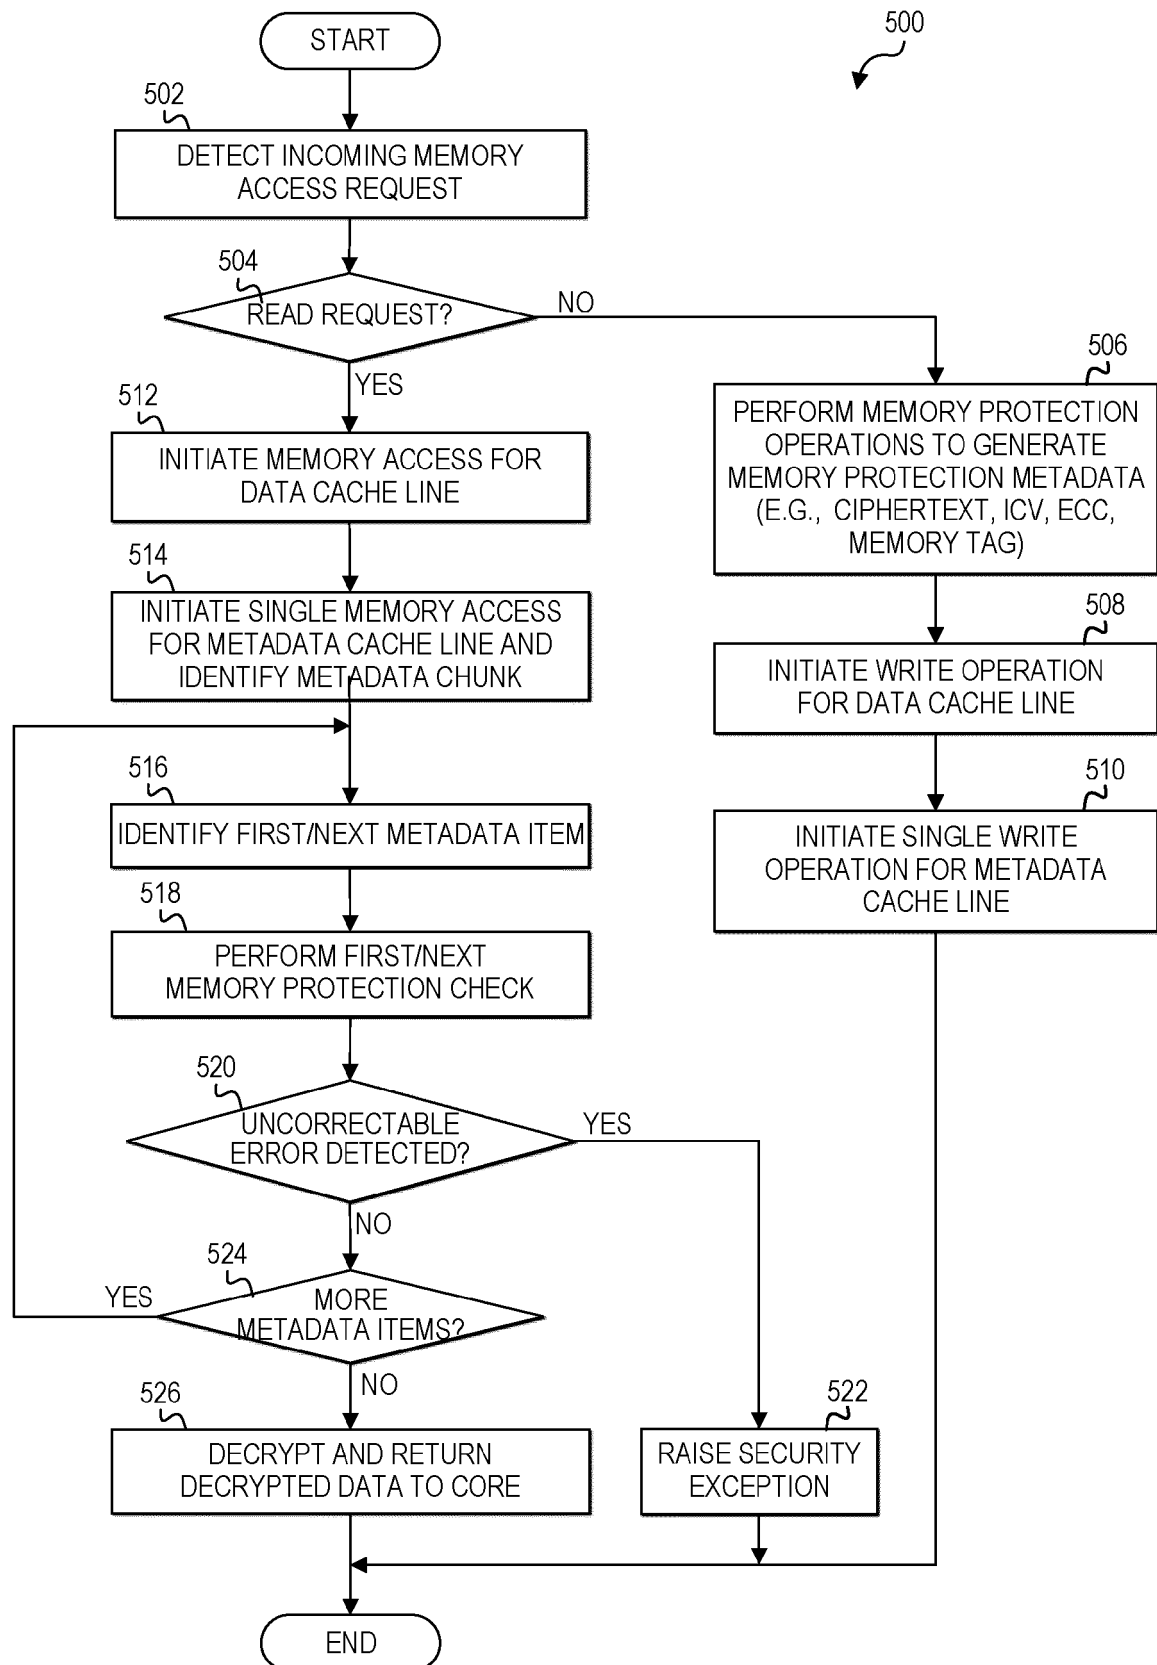 START
500
502
DETECT INCOMING MEMORY
ACCESS REQUEST
504
READ REQUEST?
NO
YES
506
PERFORM MEMORY PROTECTION
OPERATIONS TO GENERATE
MEMORY PROTECTION METADATA
(E.G., CIPHERTEXT, ICV, ECC,
MEMORY TAG)
508
INITIATE WRITE OPERATION
FOR DATA CACHE LINE
510
INITIATE SINGLE WRITE
OPERATION FOR METADATA
CACHE LINE
512
INITIATE MEMORY ACCESS FOR
DATA CACHE LINE
514
INITIATE SINGLE MEMORY ACCESS
FOR METADATA CACHE LINE AND
IDENTIFY METADATA CHUNK
516
IDENTIFY FIRST/NEXT METADATA ITEM
518
PERFORM FIRST/NEXT
MEMORY PROTECTION CHECK
520
UNCORRECTABLE
ERROR DETECTED?
YES
NO
524
MORE
METADATA ITEMS?
YES
NO
522
RAISE SECURITY
EXCEPTION
526
DECRYPT AND RETURN
DECRYPTED DATA TO CORE
END